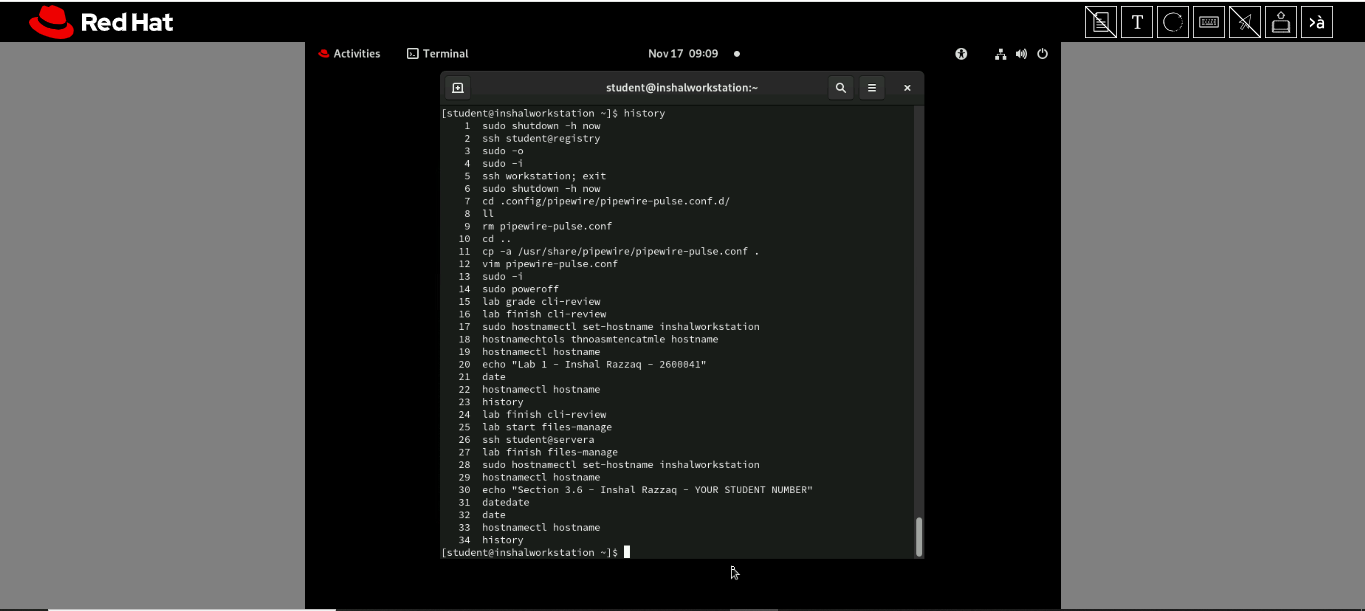 Red Hat
T
>à
Activities
Terminal
Nov 17 09:09
student@inshalworkstation:~
[student@inshalworkstation ~]$ history
1 sudo shutdown -h now
2 ssh student@registry
3 sudo -o
4 sudo -i
5 ssh workstation; exit
6 sudo shutdown -h now
7 cd .config/pipewire/pipewire-pulse.conf.d/
8 ll
9 rm pipewire-pulse.conf
10 cd ..
11 cp -a /usr/share/pipewire/pipewire-pulse.conf .
12 vim pipewire-pulse.conf
13 sudo -i
14 sudo poweroff
15 lab grade cli-review
16 lab finish cli-review
17 sudo hostnamectl set-hostname inshalworkstation
18 hostnamechtols thnoasmtencatmle hostname
19 hostnamectl hostname
20 echo "Lab 1 - Inshal Razzaq - 2600041"
21 date
22 hostnamectl hostname
23 history
24 lab finish cli-review
25 lab start files-manage
26 ssh student@servera
27 lab finish files-manage
28 sudo hostnamectl set-hostname inshalworkstation
29 hostnamectl hostname
30 echo "Section 3.6 - Inshal Razzaq - YOUR STUDENT NUMBER"
31 datedate
32 date
33 hostnamectl hostname
34 history
[student@inshalworkstation ~]$